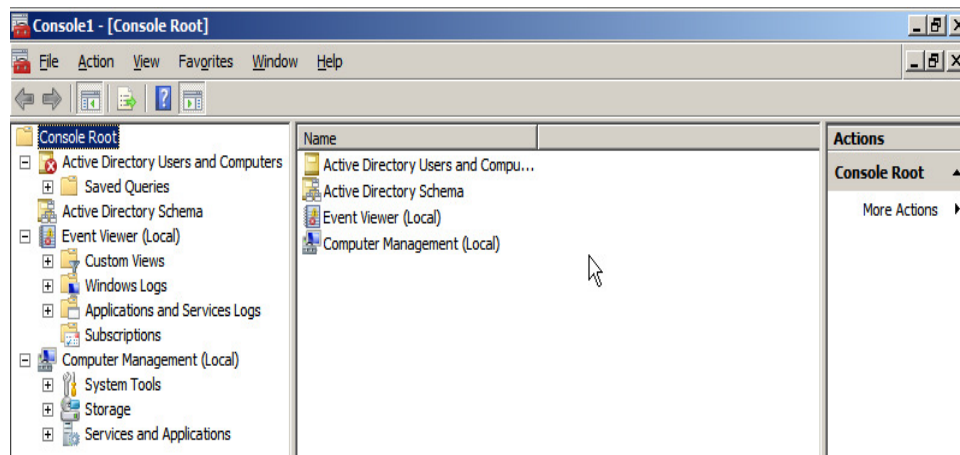 Console1 - [Console Root]
File Action View Favorites Window Help
Console Root
Active Directory Users and Computers
Saved Queries
Active Directory Schema
Event Viewer (Local)
Custom Views
Windows Logs
Applications and Services Logs
Subscriptions
Computer Management (Local)
System Tools
Storage
Services and Applications
Name
Active Directory Users and Compu...
Active Directory Schema
Event Viewer (Local)
Computer Management (Local)
Actions
Console Root
More Actions